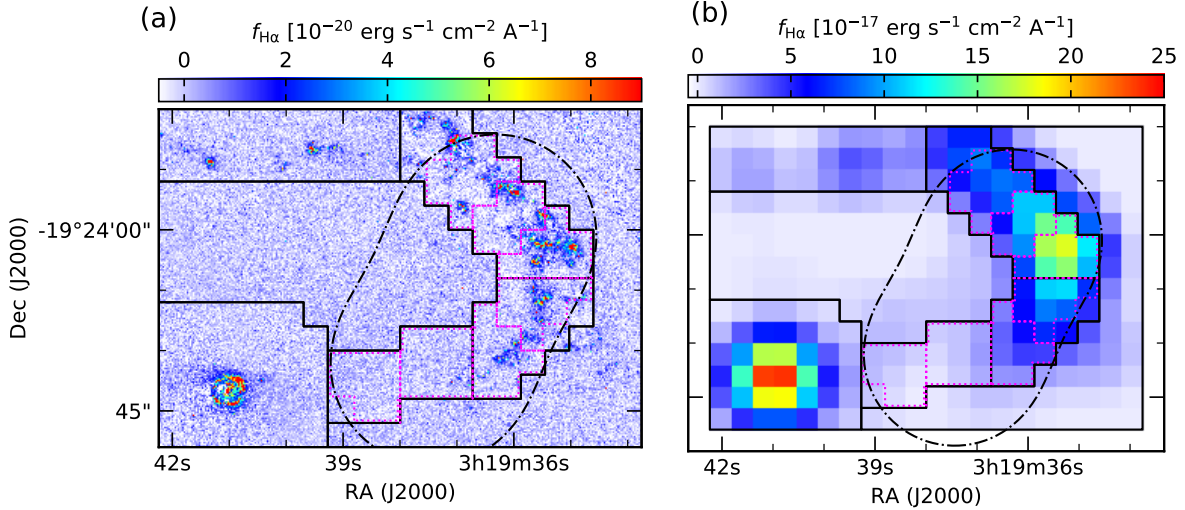 (a)
f_Hα [10⁻²⁰ erg s⁻¹ cm⁻² A⁻¹]
0 2 4 6 8
-19°24'00"
45"
Dec (J2000)
42s 39s 3h19m36s
RA (J2000)
(b)
f_Hα [10⁻¹⁷ erg s⁻¹ cm⁻² A⁻¹]
0 5 10 15 20 25
42s 39s 3h19m36s
RA (J2000)